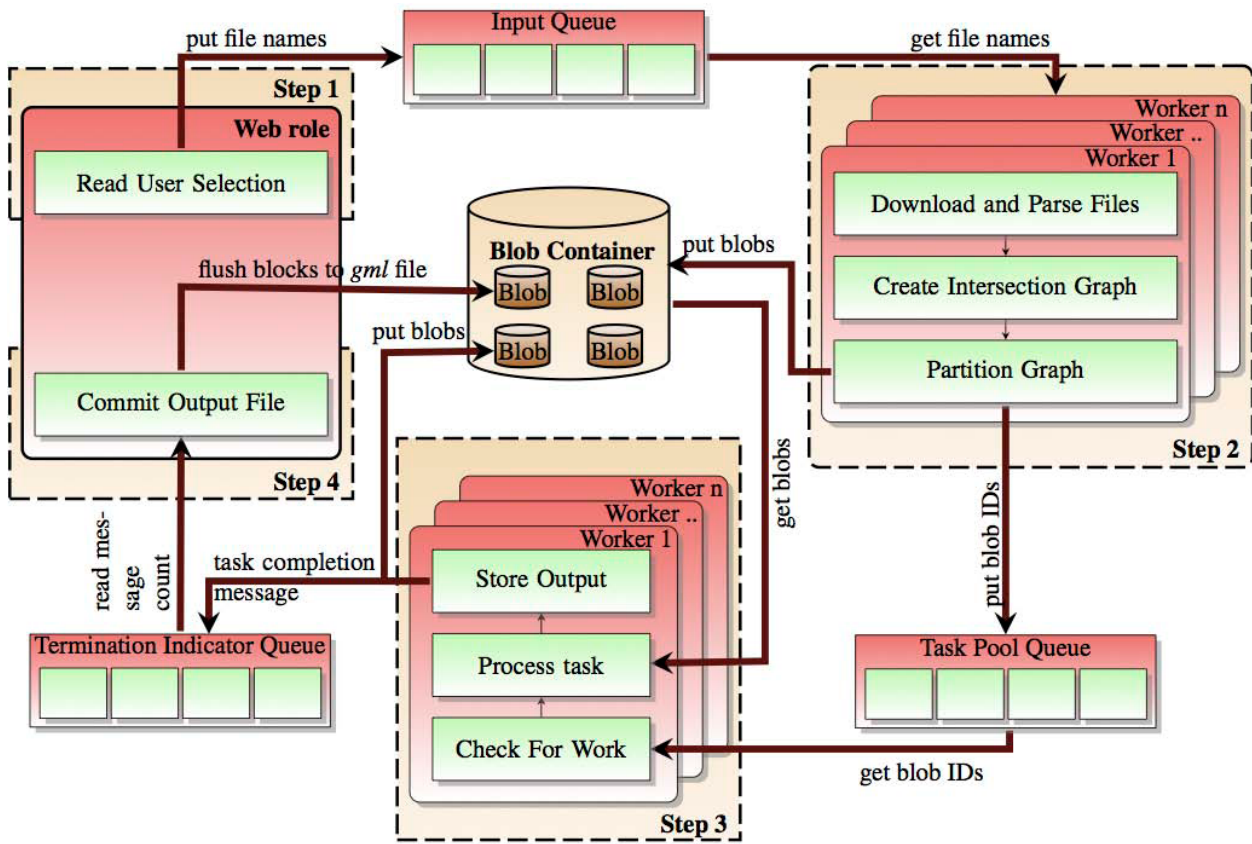 Input Queue
put file names
get file names
Step 1
Web role
Read User Selection
Worker n
Worker ..
Worker 1
Download and Parse Files
Create Intersection Graph
Partition Graph
Step 2
Blob Container
Blob
Blob
Blob
Blob
put blobs
flush blocks to gml file
put blobs
Commit Output File
Step 4
get blobs
put blob IDs
Worker n
Worker ..
Worker 1
Store Output
Process task
Check For Work
Step 3
read mes-
sage
count
task completion
message
Termination Indicator Queue
Task Pool Queue
get blob IDs